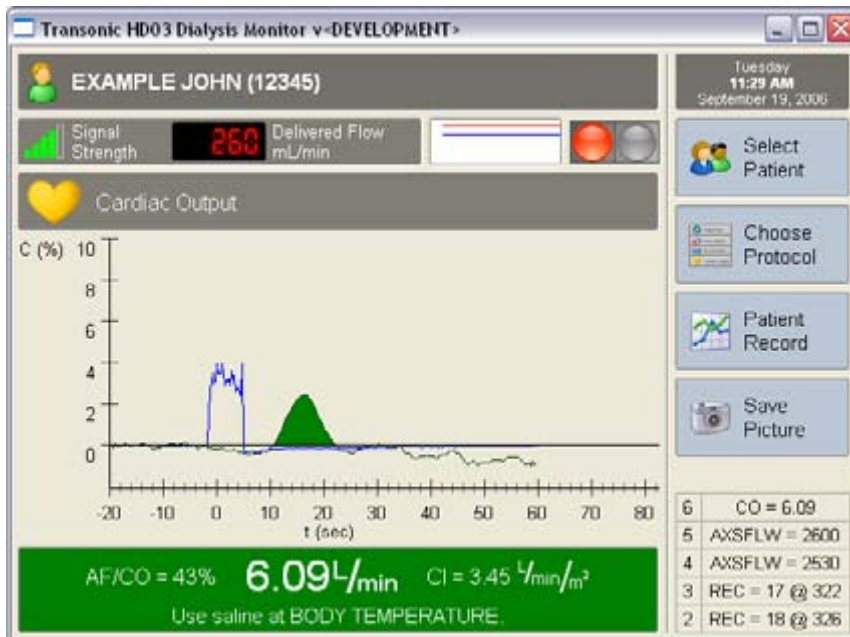 Transonic HD03 Dialysis Monitor v<DEVELOPMENT>
EXAMPLE JOHN (12345)
Tuesday
11:29 AM
September 19, 2006
Signal
Strength
260
Delivered Flow
mL/min
Select
Patient
Cardiac Output
Choose
Protocol
Patient
Record
Save
Picture
C (%)
10
8
6
4
2
0
-20 -10 0 10 20 30 40 50 60 70 80
t (sec)
6 CO = 6.09
5 AXSFLW = 2600
4 AXSFLW = 2530
3 REC = 17 @ 322
2 REC = 18 @ 326
AF/CO = 43% 6.09 L/min CI = 3.45 L/min/m²
Use saline at BODY TEMPERATURE.